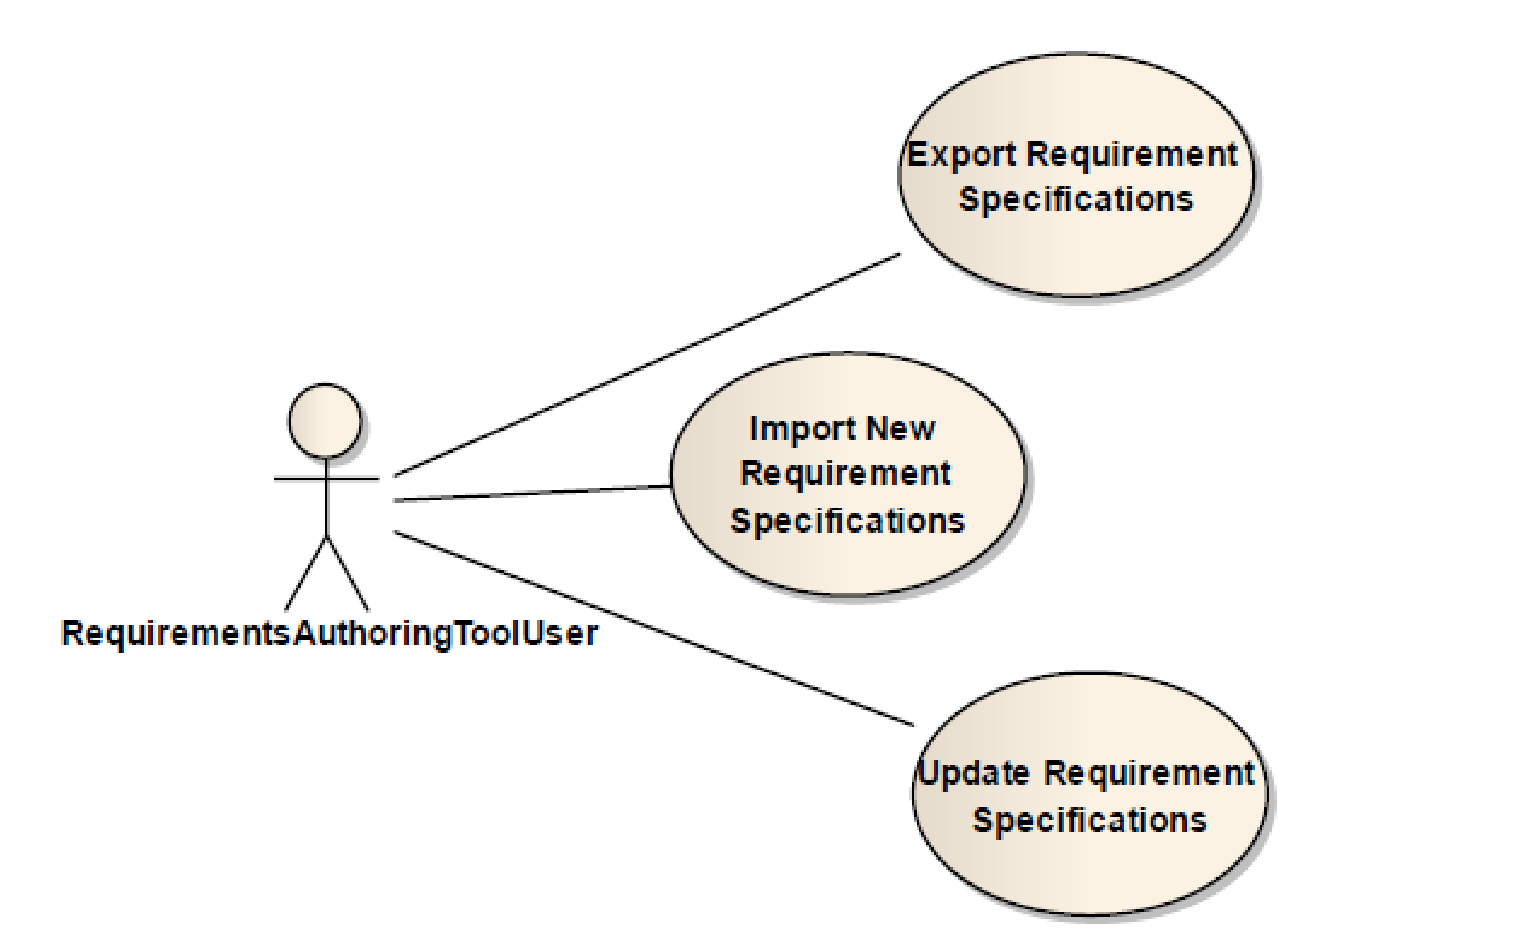 Export Requirement
Specifications
Import New
Requirement
Specifications
RequirementsAuthoringToolUser
Update Requirement
Specifications